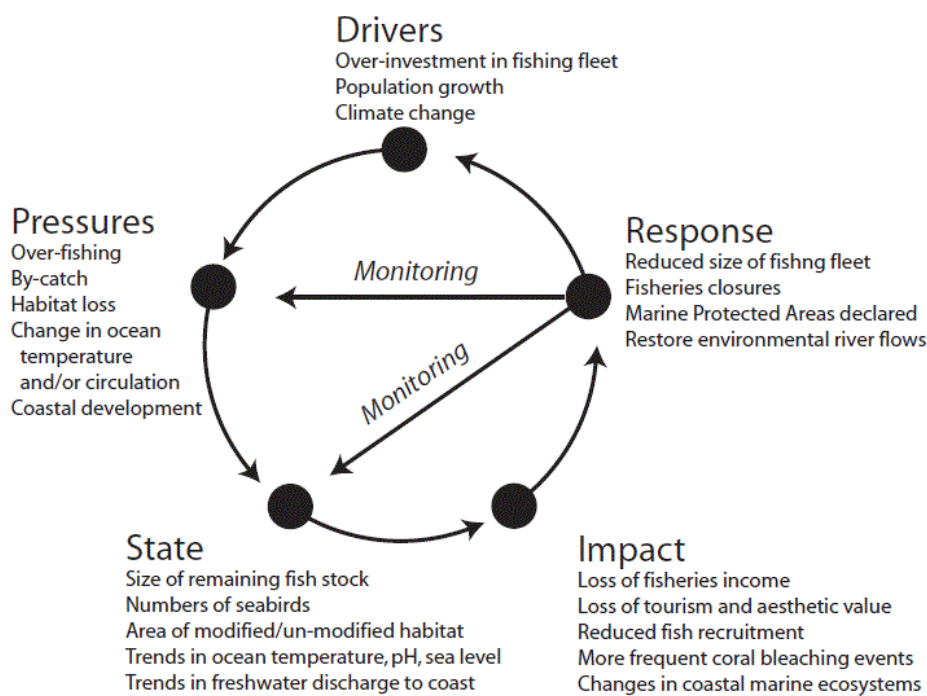 Drivers
Over-investment in fishing fleet
Population growth
Climate change
Pressures
Over-fishing
By-catch
Habitat loss
Change in ocean
temperature
and/or circulation
Coastal development
Monitoring
Monitoring
Response
Reduced size of fishng fleet
Fisheries closures
Marine Protected Areas declared
Restore environmental river flows
State
Size of remaining fish stock
Numbers of seabirds
Area of modified/un-modified habitat
Trends in ocean temperature, pH, sea level
Trends in freshwater discharge to coast
Impact
Loss of fisheries income
Loss of tourism and aesthetic value
Reduced fish recruitment
More frequent coral bleaching events
Changes in coastal marine ecosystems